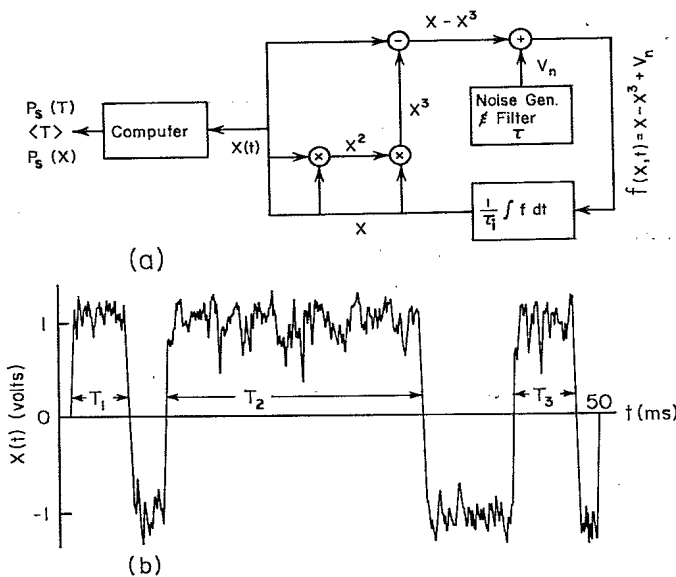 X – X³
Vₙ
Noise Gen.
& Filter
τ
f(x,t) = X–X³+Vₙ
X³
Pₛ (T)
⟨T⟩
Pₛ (X)
Computer
X(t)
X²
X
1/τᵢ ∫ f dt
(a)
X(t) (volts)
1
0
-1
T₁
T₂
T₃
50
t (ms)
(b)